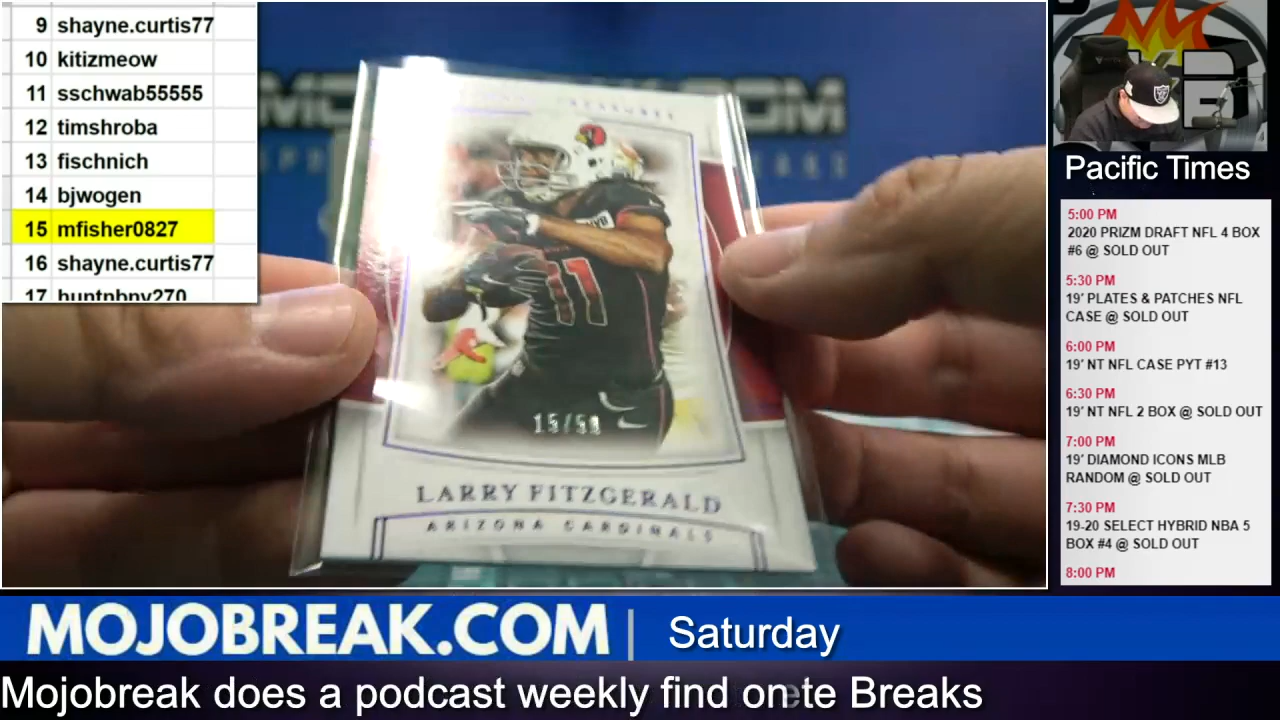 9 shayne.curtis77
10 kitizmeow
11 sschwab55555
12 timshroba
13 fischnich
14 bjwogen
15 mfisher0827
16 shayne.curtis77
17 huntpbny270
11
15/59
LARRY FITZGERALD
ARIZONA CARDINALS
Pacific Times
5:00 PM
2020 PRIZM DRAFT NFL 4 BOX
#6 @ SOLD OUT
5:30 PM
19' PLATES & PATCHES NFL
CASE @ SOLD OUT
6:00 PM
19' NT NFL CASE PYT #13
6:30 PM
19' NT NFL 2 BOX @ SOLD OUT
7:00 PM
19' DIAMOND ICONS MLB
RANDOM @ SOLD OUT
7:30 PM
19-20 SELECT HYBRID NBA 5
BOX #4 @ SOLD OUT
8:00 PM
MOJOBREAK.COM | Saturday
Mojobreak does a podcast weekly find on te Breaks